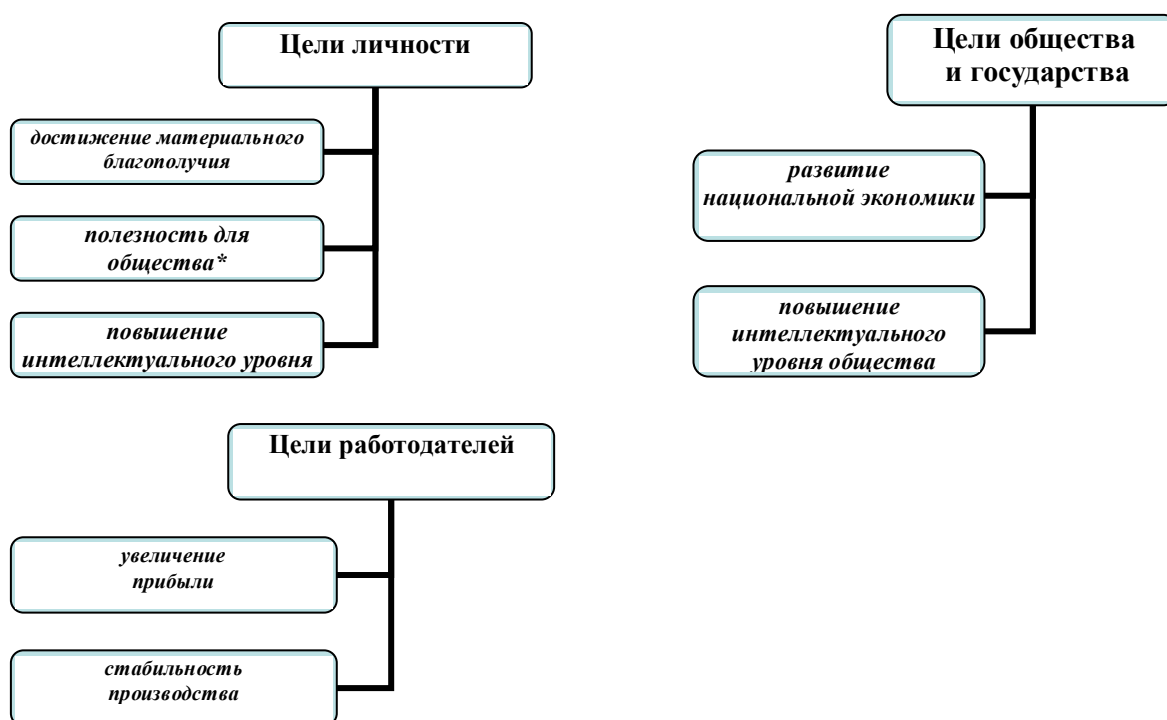 Цели личности
достижение материального
благополучия
полезность для
общества*
повышение
интеллектуального уровня
Цели общества
и государства
развитие
национальной экономики
повышение
интеллектуального
уровня общества
Цели работодателей
увеличение
прибыли
стабильность
производства